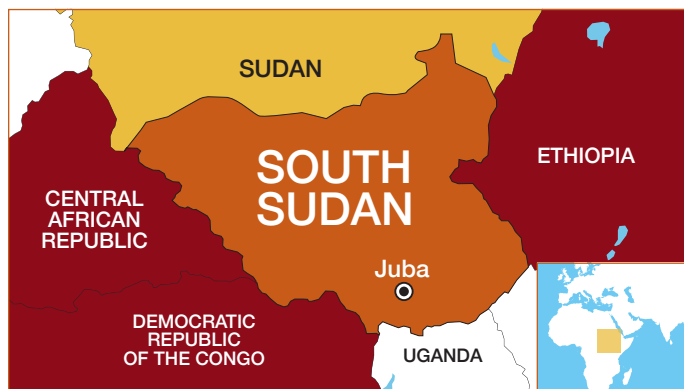 SUDAN
SOUTH
SUDAN
ETHIOPIA
CENTRAL
AFRICAN
REPUBLIC
Juba
DEMOCRATIC
REPUBLIC
OF THE CONGO
UGANDA